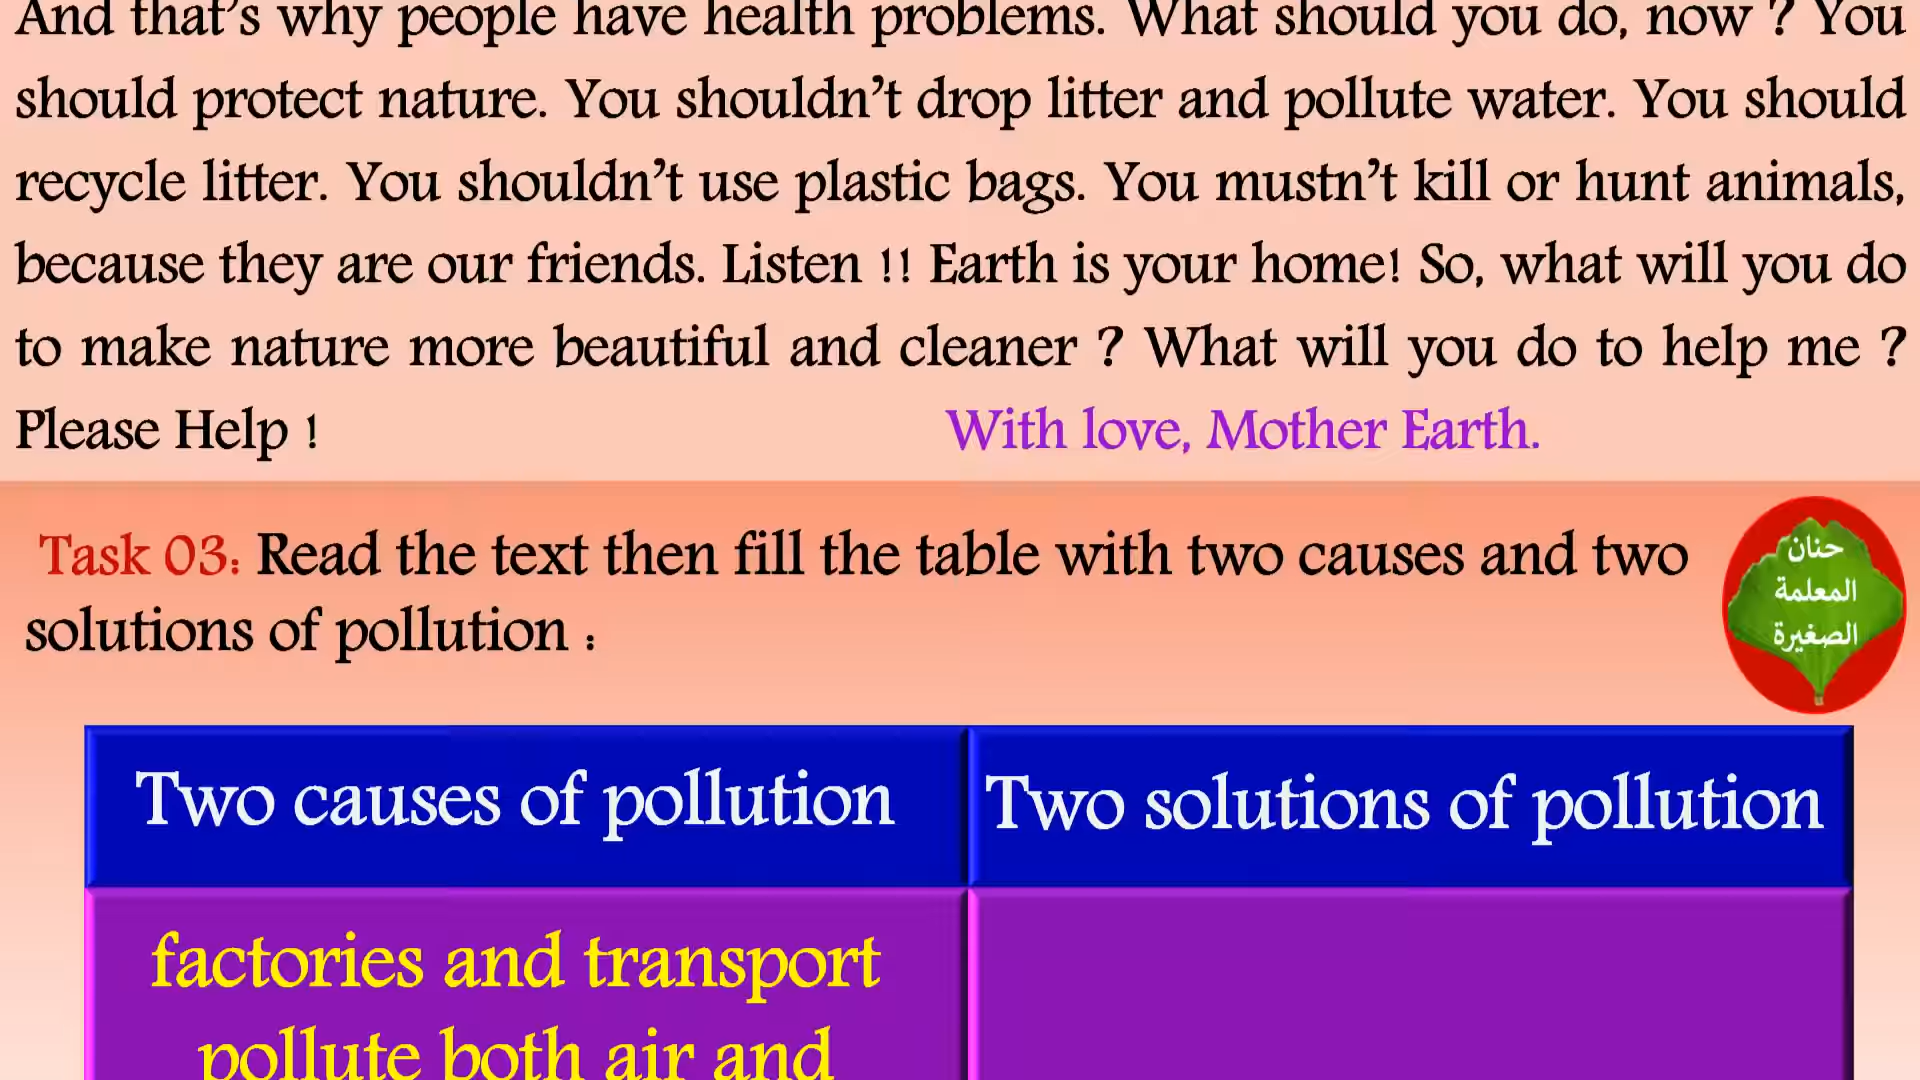 And that's why people have health problems. What should you do, now ? You
should protect nature. You shouldn't drop litter and pollute water. You should
recycle litter. You shouldn't use plastic bags. You mustn't kill or hunt animals,
because they are our friends. Listen !! Earth is your home! So, what will you do
to make nature more beautiful and cleaner ? What will you do to help me ?
Please Help ! With love, Mother Earth.
Task 03: Read the text then fill the table with two causes and two
solutions of pollution :
حنان
المعلمة
الصغيرة
Two causes of pollution
Two solutions of pollution
factories and transport
pollute both air and